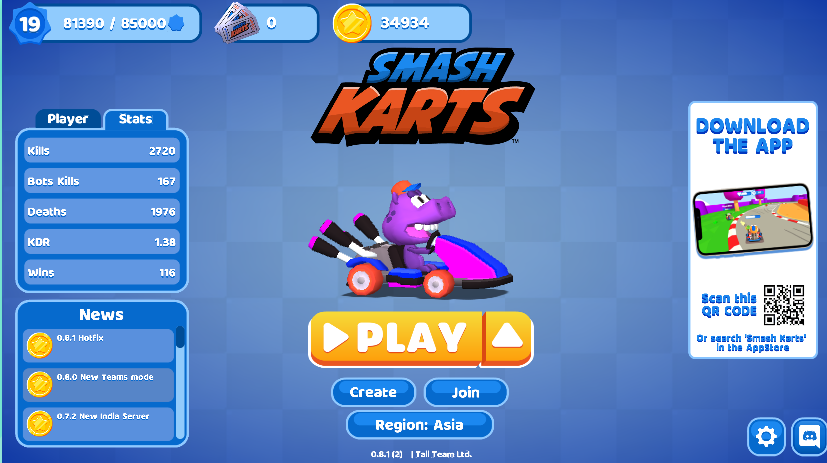 19
81390 / 85000
0
34934
SMASH
KARTS
TM
Player
Stats
Kills 2720
Bots Kills 167
Deaths 1976
KDR 1.38
Wins 116
News
0.8.1 Hotfix
0.8.0 New Teams mode
0.7.2 New India Server
PLAY
Create
Join
Region: Asia
0.8.1 (2) | Tall Team Ltd.
DOWNLOAD
THE APP
Scan this
QR CODE
Or search 'Smash Karts'
in the AppStore